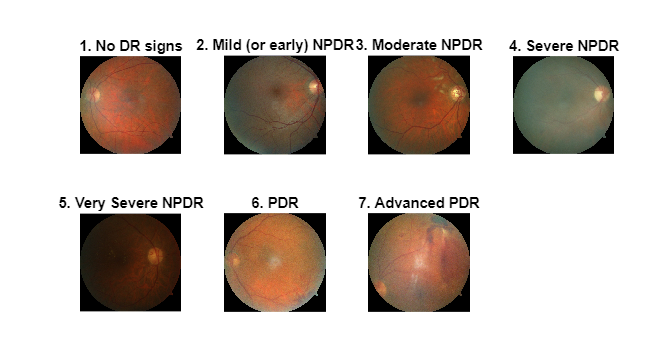 1. No DR signs
2. Mild (or early) NPDR
3. Moderate NPDR
4. Severe NPDR
5. Very Severe NPDR
6. PDR
7. Advanced PDR